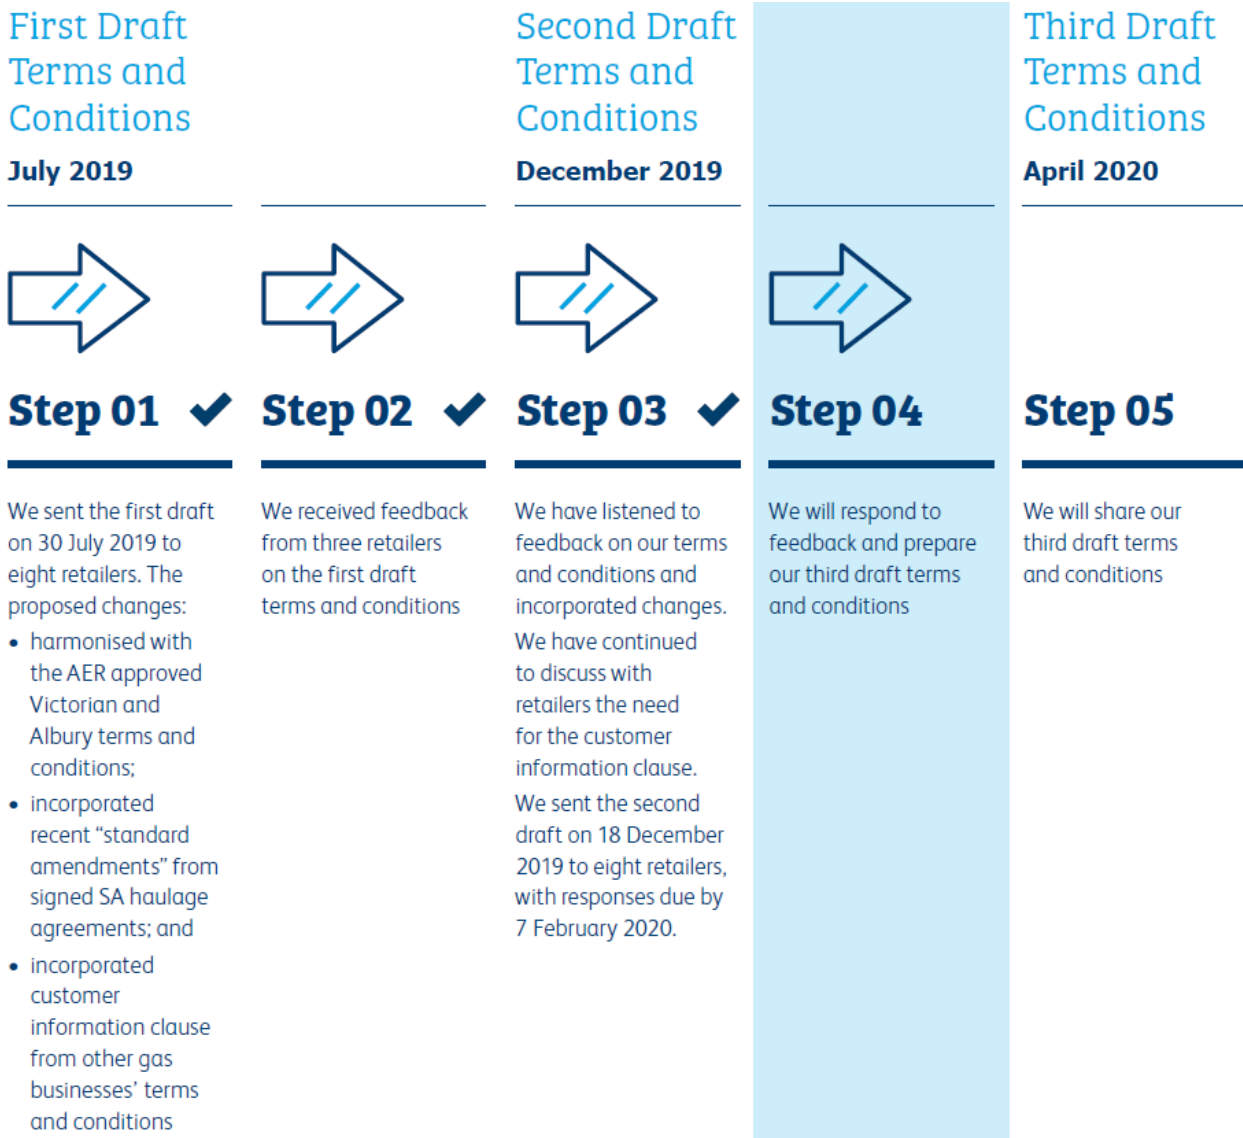 First Draft
Terms and
Conditions
July 2019
Second Draft
Terms and
Conditions
December 2019
Third Draft
Terms and
Conditions
April 2020
Step 01
We sent the first draft
on 30 July 2019 to
eight retailers. The
proposed changes:
• harmonised with
the AER approved
Victorian and
Albury terms and
conditions;
• incorporated
recent “standard
amendments” from
signed SA haulage
agreements; and
• incorporated
customer
information clause
from other gas
businesses’ terms
and conditions
Step 02
We received feedback
from three retailers
on the first draft
terms and conditions
Step 03
We have listened to
feedback on our terms
and conditions and
incorporated changes.
We have continued
to discuss with
retailers the need
for the customer
information clause.
We sent the second
draft on 18 December
2019 to eight retailers,
with responses due by
7 February 2020.
Step 04
We will respond to
feedback and prepare
our third draft terms
and conditions
Step 05
We will share our
third draft terms
and conditions